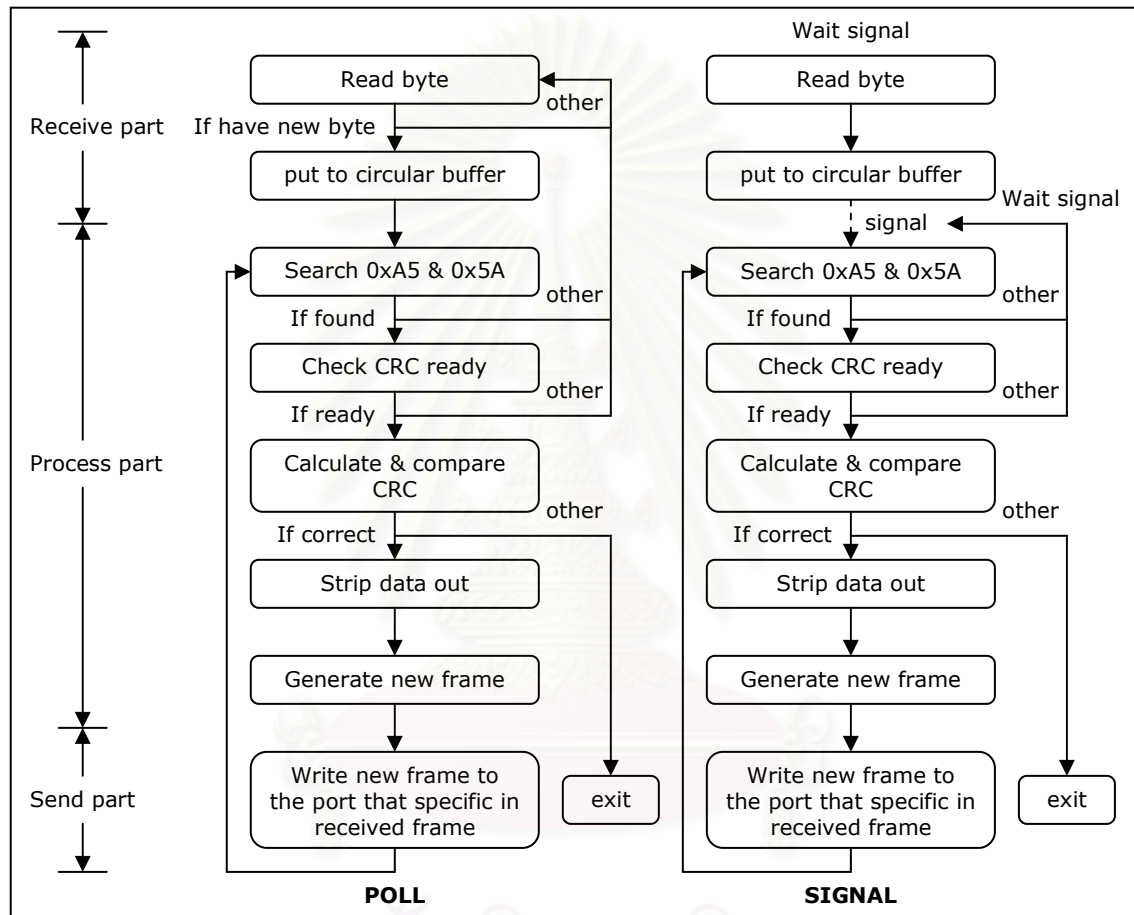 Wait signal
Read byte
Read byte
other
Receive part
If have new byte
put to circular buffer
put to circular buffer
Wait signal
signal
Search 0xA5 & 0x5A
Search 0xA5 & 0x5A
other
other
If found
If found
Check CRC ready
Check CRC ready
other
other
If ready
If ready
Process part
Calculate & compare
CRC
Calculate & compare
CRC
other
other
If correct
If correct
Strip data out
Strip data out
Generate new frame
Generate new frame
Send part
Write new frame to
the port that specific in
received frame
exit
Write new frame to
the port that specific in
received frame
exit
POLL
SIGNAL